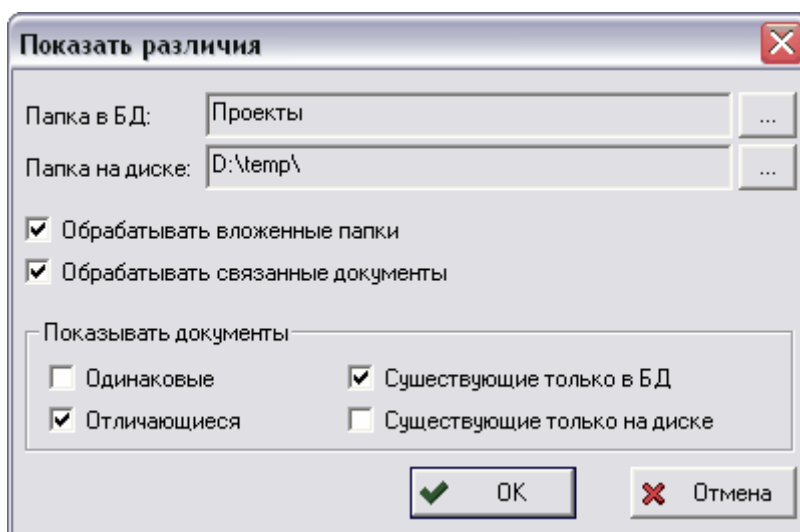 Показать различия
Папка в БД: Проекты ...
Папка на диске: D:\temp\ ...
Обрабатывать вложенные папки
Обрабатывать связанные документы
Показывать документы
Одинаковые Сушествующие только в БД
Отличающиеся Существующие только на диске
OK Отмена